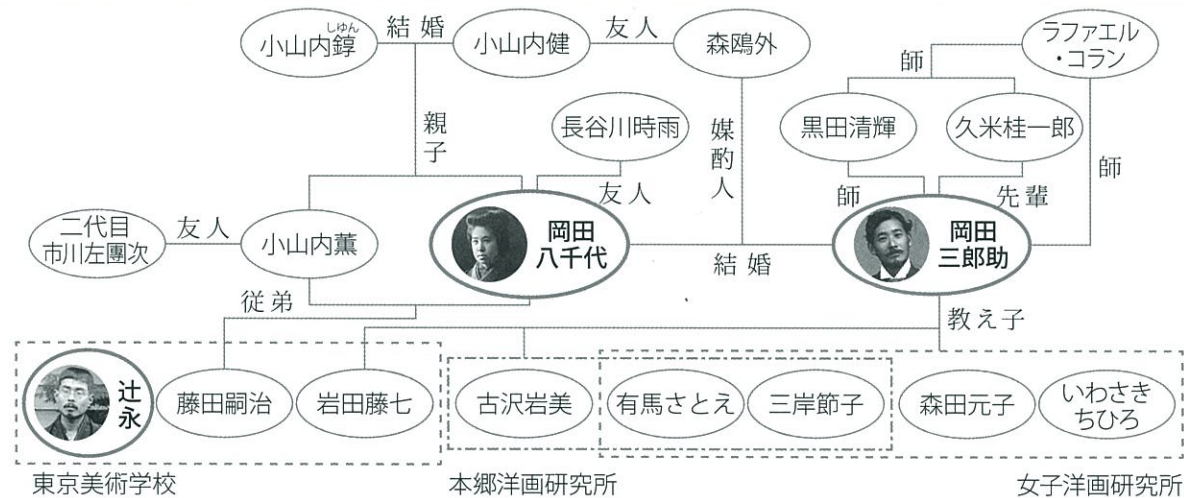 小山内錞
しゅん
結婚
小山内健
友人
森鷗外
ラファエル
・コラン
師
長谷川時雨
黒田清輝
久米桂一郎
親子
媒酌人
友人
師
先輩
師
二代目
市川左團次
友人
小山内薫
岡田
八千代
結婚
岡田
三郎助
従弟
教え子
辻永
藤田嗣治
岩田藤七
古沢岩美
有馬さとえ
三岸節子
森田元子
いわさき
ちひろ
東京美術学校
本郷洋画研究所
女子洋画研究所